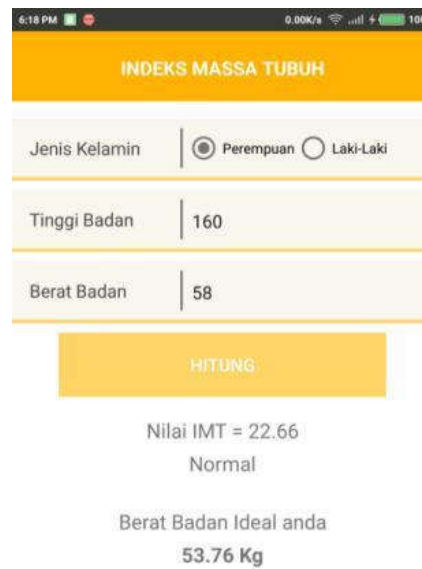 6:18 PM 0.00K/s 100
INDEKS MASSA TUBUH
Jenis Kelamin Perempuan Laki-Laki
Tinggi Badan 160
Berat Badan 58
HITUNG
Nilai IMT = 22.66
Normal
Berat Badan Ideal anda
53.76 Kg